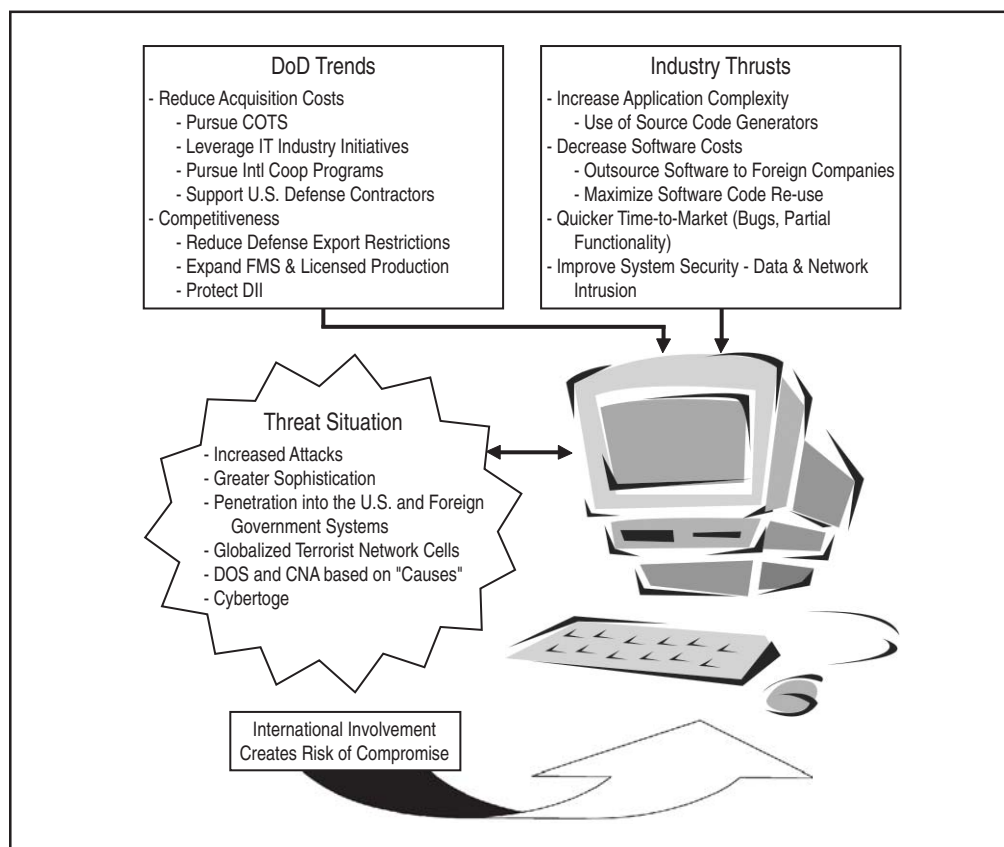 DoD Trends
- Reduce Acquisition Costs
- Pursue COTS
- Leverage IT Industry Initiatives
- Pursue Intl Coop Programs
- Support U.S. Defense Contractors
- Competitiveness
- Reduce Defense Export Restrictions
- Expand FMS & Licensed Production
- Protect DII
Industry Thrusts
- Increase Application Complexity
- Use of Source Code Generators
- Decrease Software Costs
- Outsource Software to Foreign Companies
- Maximize Software Code Re-use
- Quicker Time-to-Market (Bugs, Partial
Functionality)
- Improve System Security - Data & Network
Intrusion
Threat Situation
- Increased Attacks
- Greater Sophistication
- Penetration into the U.S. and Foreign
Government Systems
- Globalized Terrorist Network Cells
- DOS and CNA based on "Causes"
- Cybertoge
International Involvement
Creates Risk of Compromise